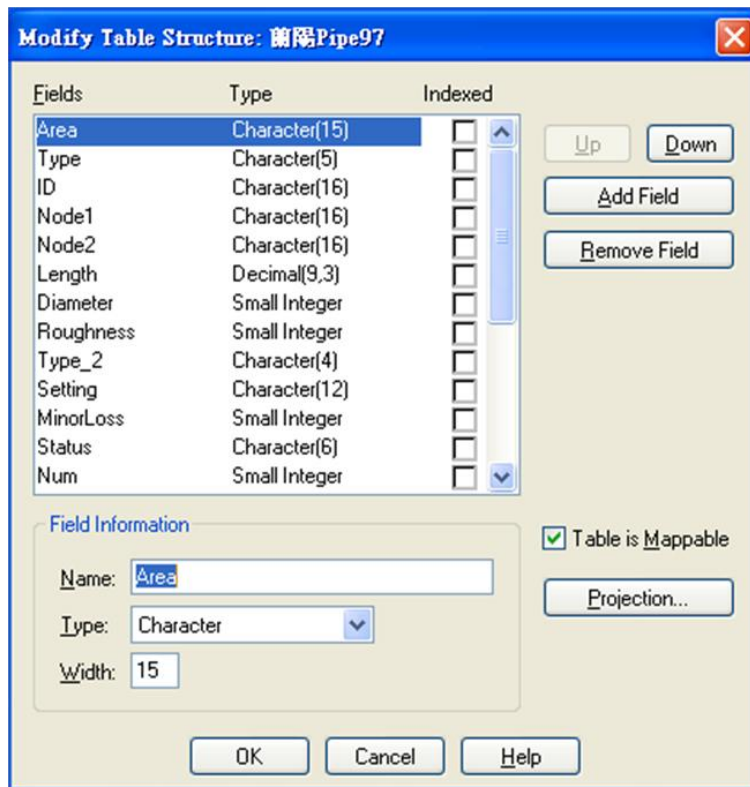 Modify Table Structure: 蘭陽Pipe97
Fields Type Indexed
Area Character(15)
Type Character(5)
ID Character(16)
Node1 Character(16)
Node2 Character(16)
Length Decimal(9,3)
Diameter Small Integer
Roughness Small Integer
Type_2 Character(4)
Setting Character(12)
MinorLoss Small Integer
Status Character(6)
Num Small Integer
Up Down
Add Field
Remove Field
Field Information
Name: Area
Type: Character
Width: 15
Table is Mappable
Projection...
OK Cancel Help